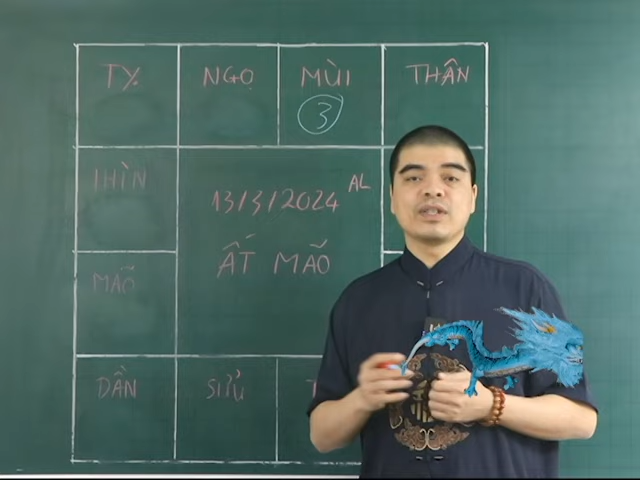 TỴ NGỌ MÙI THÂN
3
THÌN
13/3/2024 AL
ẤT MÃO
MÃO
DẦN SỬU